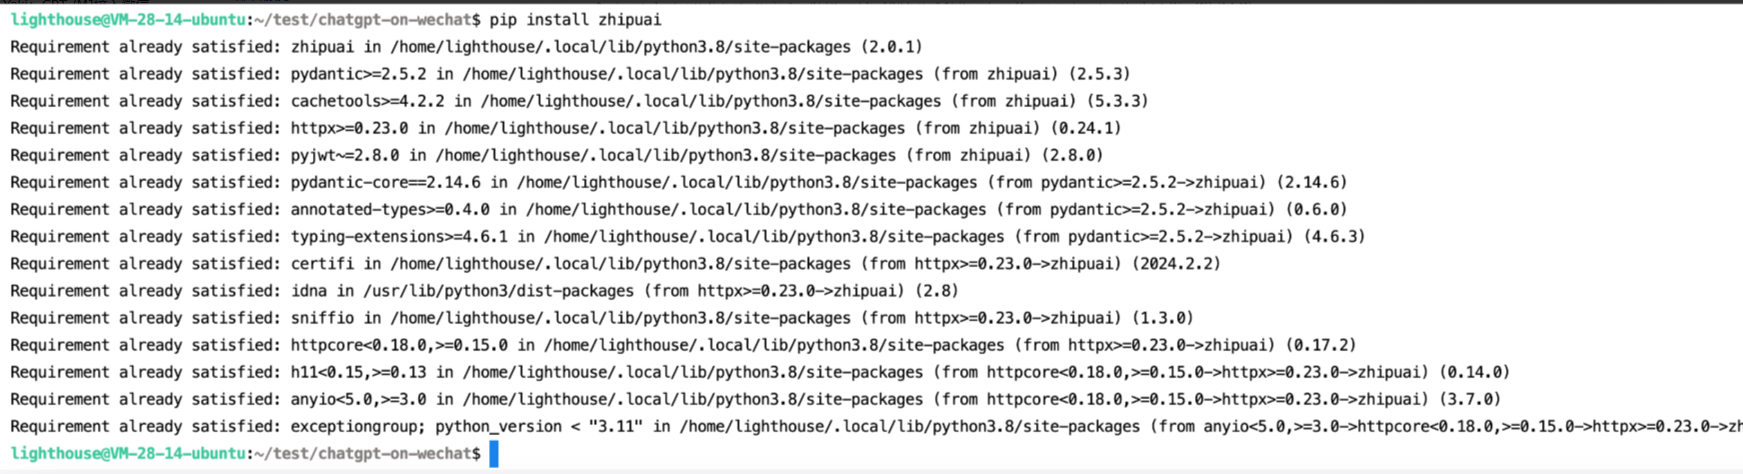 lighthouse@VM-28-14-ubuntu:~/test/chatgpt-on-wechat$ pip install zhipuai
Requirement already satisfied: zhipuai in /home/lighthouse/.local/lib/python3.8/site-packages (2.0.1)
Requirement already satisfied: pydantic>=2.5.2 in /home/lighthouse/.local/lib/python3.8/site-packages (from zhipuai) (2.5.3)
Requirement already satisfied: cachetools>=4.2.2 in /home/lighthouse/.local/lib/python3.8/site-packages (from zhipuai) (5.3.3)
Requirement already satisfied: httpx>=0.23.0 in /home/lighthouse/.local/lib/python3.8/site-packages (from zhipuai) (0.24.1)
Requirement already satisfied: pyjwt~=2.8.0 in /home/lighthouse/.local/lib/python3.8/site-packages (from zhipuai) (2.8.0)
Requirement already satisfied: pydantic-core==2.14.6 in /home/lighthouse/.local/lib/python3.8/site-packages (from pydantic>=2.5.2->zhipuai) (2.14.6)
Requirement already satisfied: annotated-types>=0.4.0 in /home/lighthouse/.local/lib/python3.8/site-packages (from pydantic>=2.5.2->zhipuai) (0.6.0)
Requirement already satisfied: typing-extensions>=4.6.1 in /home/lighthouse/.local/lib/python3.8/site-packages (from pydantic>=2.5.2->zhipuai) (4.6.3)
Requirement already satisfied: certifi in /home/lighthouse/.local/lib/python3.8/site-packages (from httpx>=0.23.0->zhipuai) (2024.2.2)
Requirement already satisfied: idna in /usr/lib/python3/dist-packages (from httpx>=0.23.0->zhipuai) (2.8)
Requirement already satisfied: sniffio in /home/lighthouse/.local/lib/python3.8/site-packages (from httpx>=0.23.0->zhipuai) (1.3.0)
Requirement already satisfied: httpcore<0.18.0,>=0.15.0 in /home/lighthouse/.local/lib/python3.8/site-packages (from httpx>=0.23.0->zhipuai) (0.17.2)
Requirement already satisfied: h11<0.15,>=0.13 in /home/lighthouse/.local/lib/python3.8/site-packages (from httpcore<0.18.0,>=0.15.0->httpx>=0.23.0->zhipuai) (0.14.0)
Requirement already satisfied: anyio<5.0,>=3.0 in /home/lighthouse/.local/lib/python3.8/site-packages (from httpcore<0.18.0,>=0.15.0->httpx>=0.23.0->zhipuai) (3.7.0)
Requirement already satisfied: exceptiongroup; python_version < "3.11" in /home/lighthouse/.local/lib/python3.8/site-packages (from anyio<5.0,>=3.0->httpcore<0.18.0,>=0.15.0->httpx>=0.23.0->zh
lighthouse@VM-28-14-ubuntu:~/test/chatgpt-on-wechat$